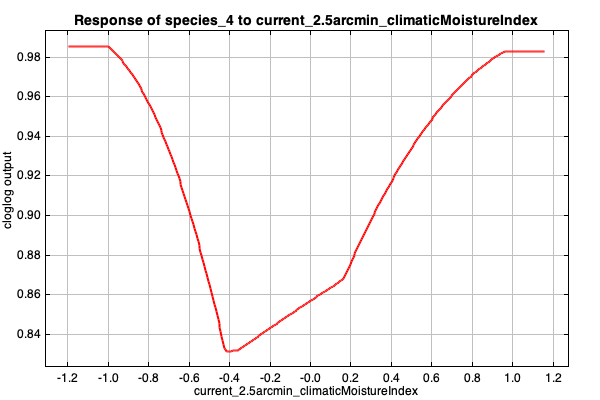 Response of species_4 to current_2.5arcmin_climaticMoistureIndex
0.98
0.96
0.94
0.92
0.90
0.88
0.86
0.84
cloglog output
-1.2 -1.0 -0.8 -0.6 -0.4 -0.2 -0.0 0.2 0.4 0.6 0.8 1.0 1.2
current_2.5arcmin_climaticMoistureIndex